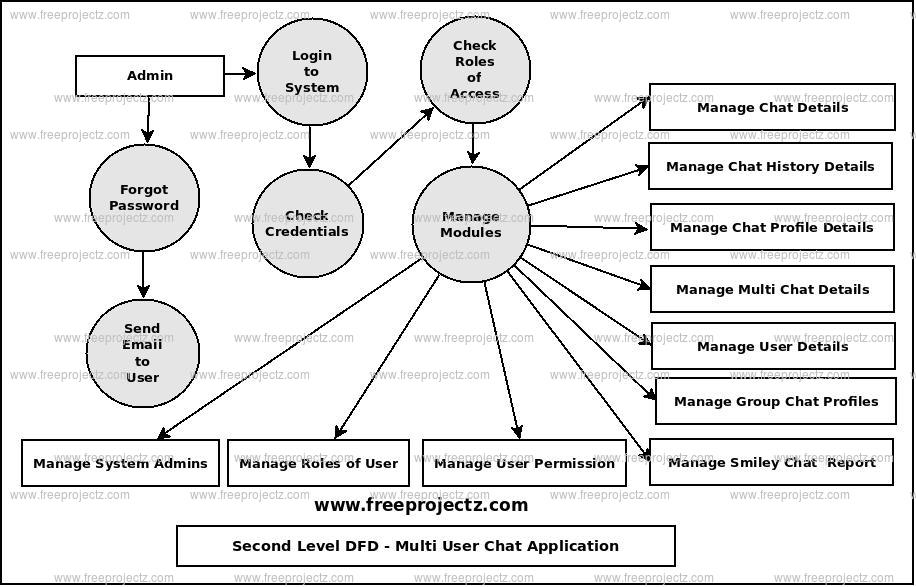 Login
to
System
Check
Roles
of
Access
Admin
Manage Chat Details
Manage Chat History Details
Forgot
Password
Check
Credentials
Manage
Modules
Manage Chat Profile Details
Manage Multi Chat Details
Send
Email
to
User
Manage User Details
Manage Group Chat Profiles
Manage System Admins
Manage Roles of User
Manage User Permission
Manage Smiley Chat Report
www.freeprojectz.com
Second Level DFD - Multi User Chat Application